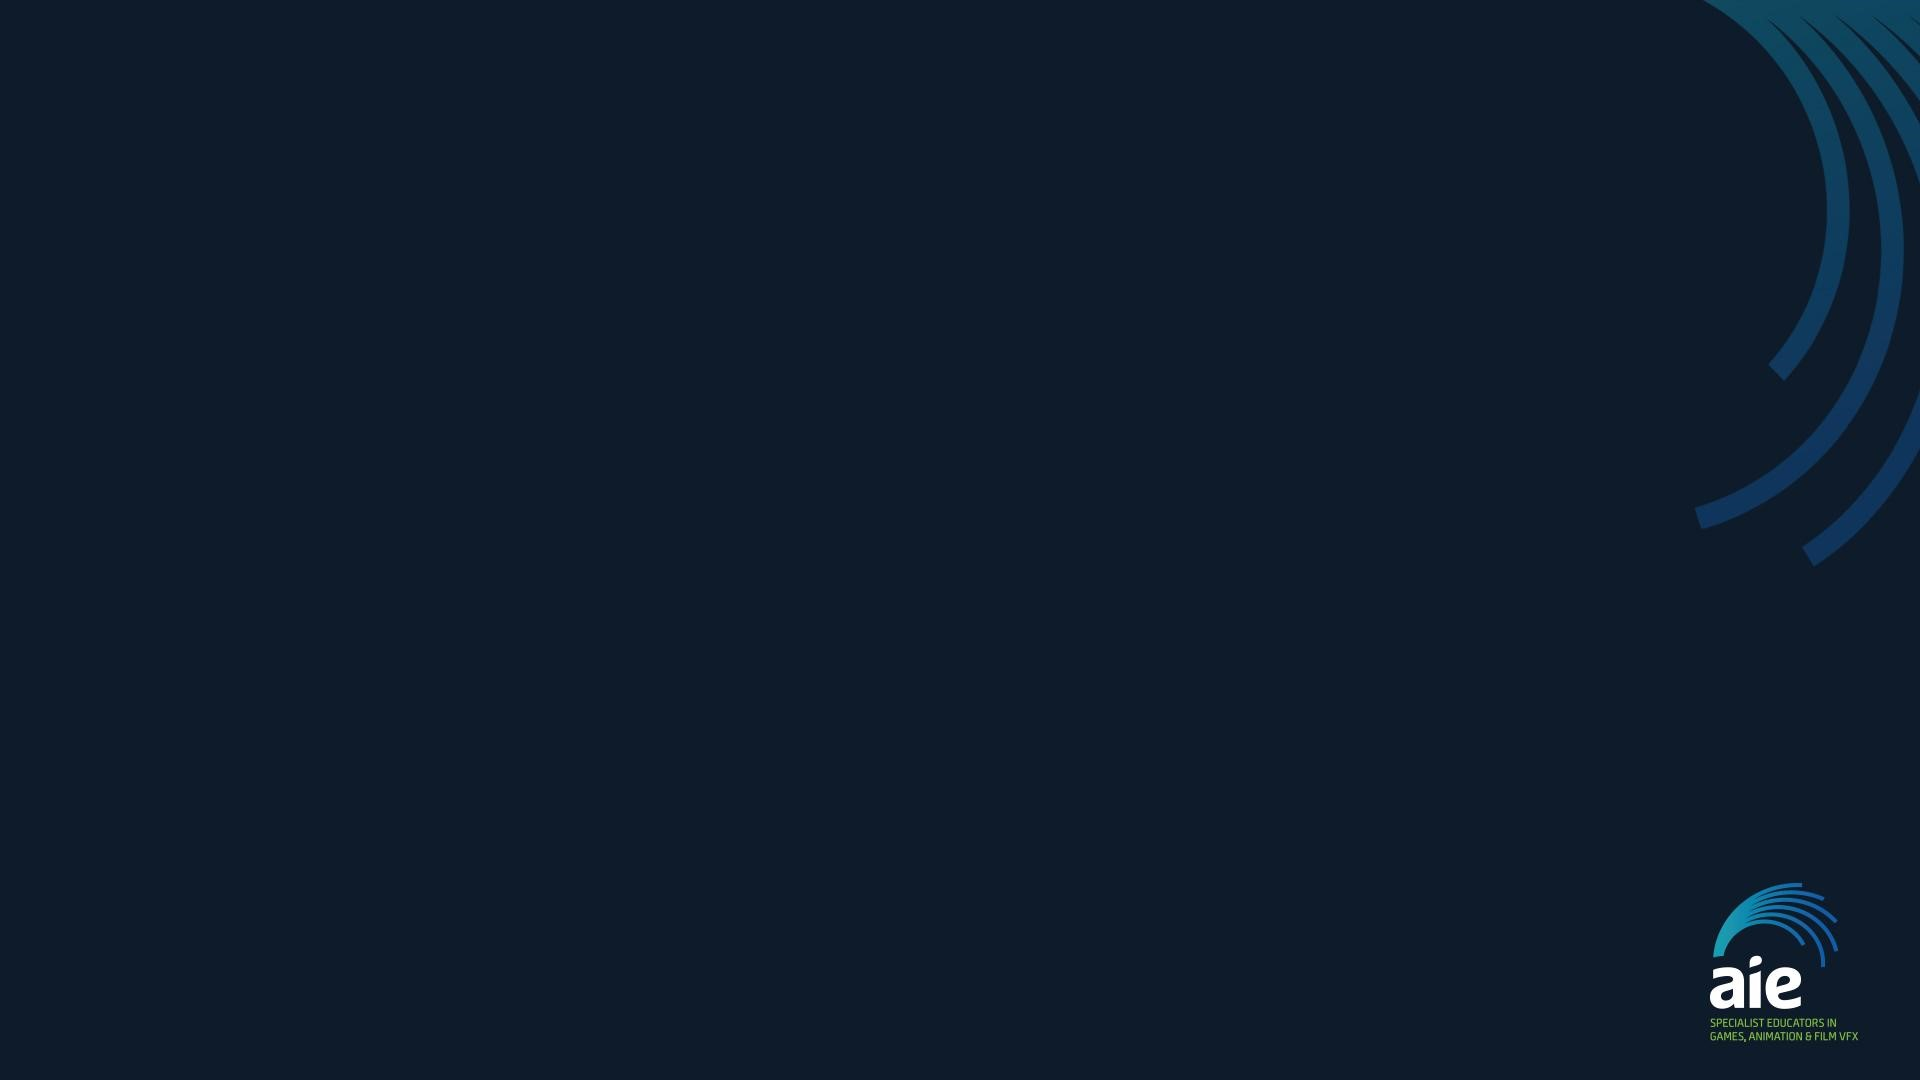 aie
SPECIALIST EDUCATORS IN
GAMES, ANIMATION & FILM VFX